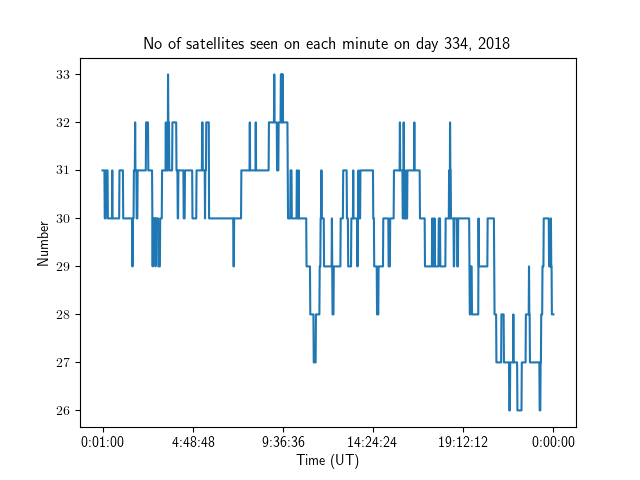 No of satellites seen on each minute on day 334, 2018
33
32
31
30
29
28
27
26
Number
0:01:00 4:48:48 9:36:36 14:24:24 19:12:12 0:00:00
Time (UT)